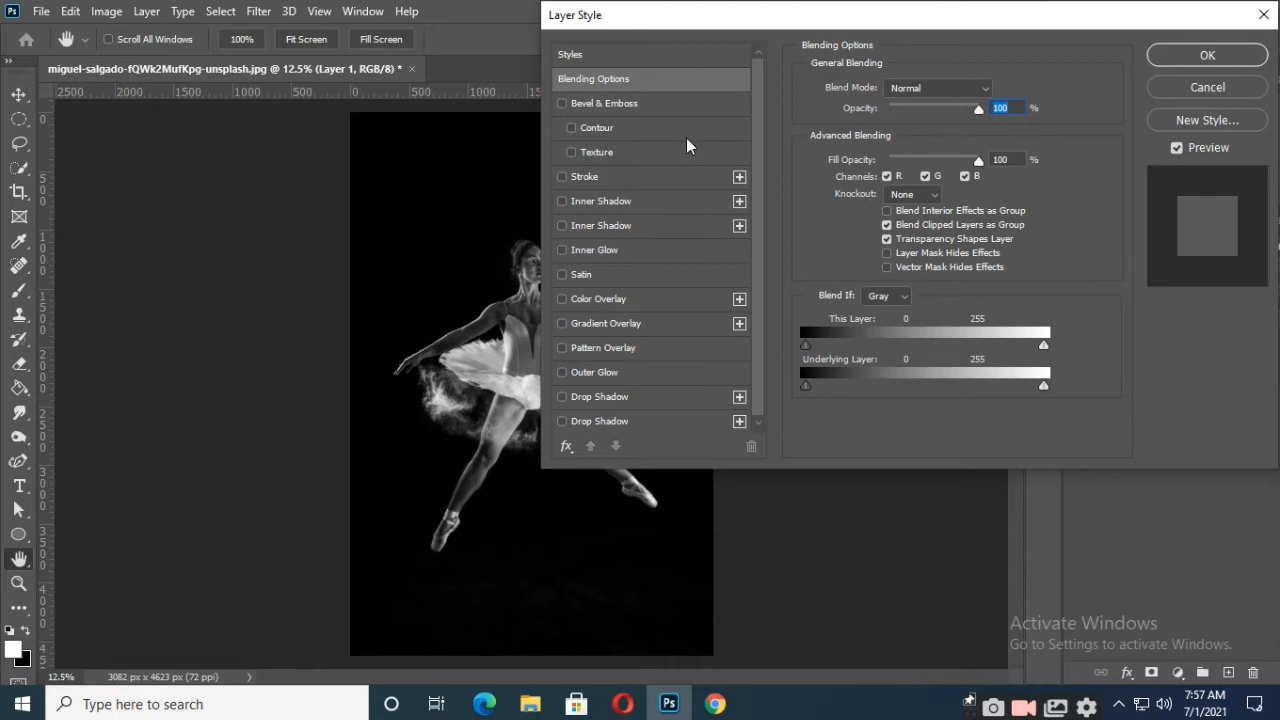 Ps File Edit Image Layer Type Select Filter 3D View Window Help
Layer Style
Scroll All Windows 100% Fit Screen Fill Screen
miguel-salgado-fQWk2MufKpg-unsplash.jpg @ 12.5% (Layer 1, RGB/8) *
2500 2000 1500 1000 500 0 500 1000
Styles
Blending Options
Bevel & Emboss
Contour
Texture
Stroke
Inner Shadow
Inner Shadow
Inner Glow
Satin
Color Overlay
Gradient Overlay
Pattern Overlay
Outer Glow
Drop Shadow
Drop Shadow
fx
Blending Options
General Blending
Blend Mode: Normal
Opacity: 100 %
Advanced Blending
Fill Opacity: 100 %
Channels: R G B
Knockout: None
Blend Interior Effects as Group
Blend Clipped Layers as Group
Transparency Shapes Layer
Layer Mask Hides Effects
Vector Mask Hides Effects
Blend If: Gray
This Layer: 0 255
Underlying Layer: 0 255
OK
Cancel
New Style...
Preview
Activate Windows
Go to Settings to activate Windows.
12.5% 3082 px x 4623 px (72 ppi)
fx
Type here to search
Ps
7:57 AM
7/1/2021